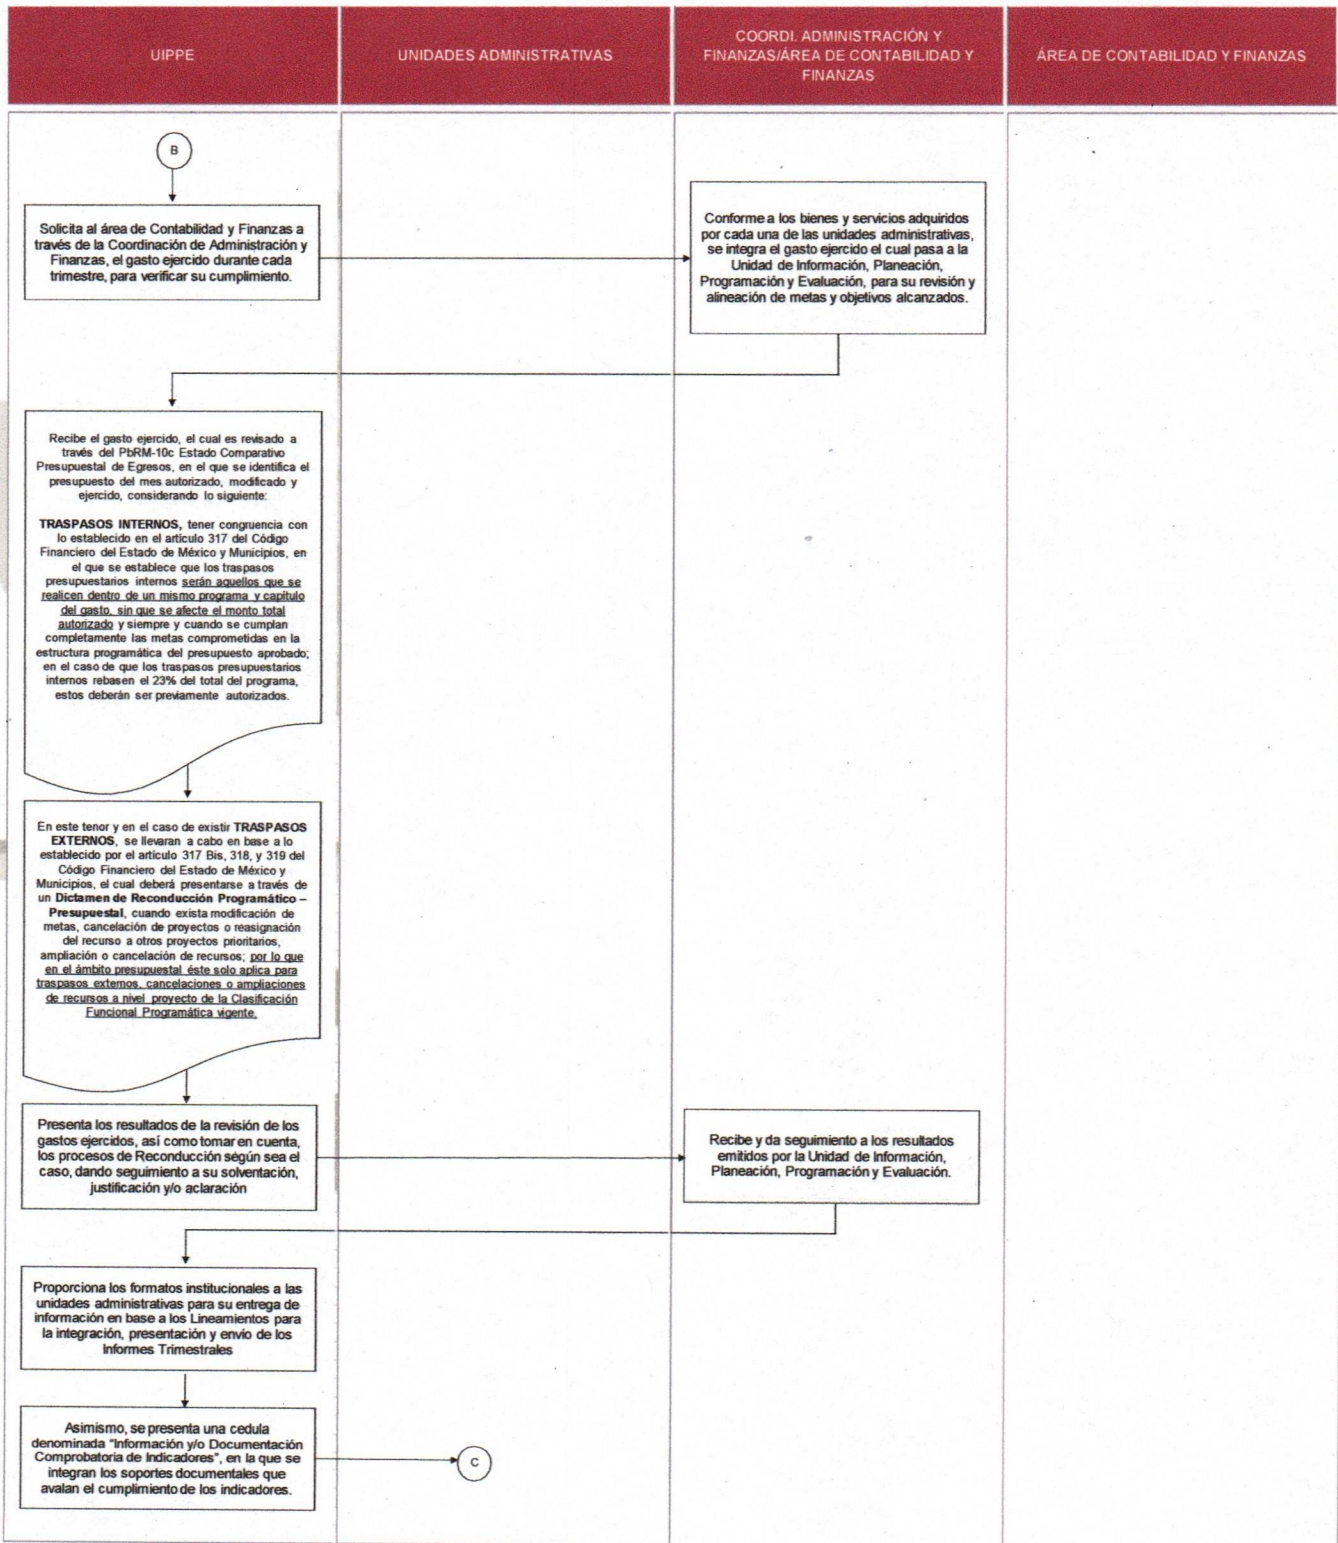 UIPPE
UNIDADES ADMINISTRATIVAS
COORDI. ADMINISTRACIÓN Y
FINANZAS/ÁREA DE CONTABILIDAD Y
FINANZAS
ÁREA DE CONTABILIDAD Y FINANZAS
B
Solicita al área de Contabilidad y Finanzas a
través de la Coordinación de Administración y
Finanzas, el gasto ejercido durante cada
trimestre, para verificar su cumplimiento.
Conforme a los bienes y servicios adquiridos
por cada una de las unidades administrativas,
se integra el gasto ejercido el cual pasa a la
Unidad de Información, Planeación,
Programación y Evaluación, para su revisión y
alineación de metas y objetivos alcanzados.
Recibe el gasto ejercido, el cual es revisado a
través del PbRM-10c Estado Comparativo
Presupuestal de Egresos, en el que se identifica el
presupuesto del mes autorizado, modificado y
ejercido, considerando lo siguiente:
TRASPASOS INTERNOS, tener congruencia con
lo establecido en el artículo 317 del Código
Financiero del Estado de México y Municipios, en
el que se establece que los traspasos
presupuestarios internos serán aquellos que se
realicen dentro de un mismo programa y capítulo
del gasto, sin que se afecte el monto total
autorizado y siempre y cuando se cumplan
completamente las metas comprometidas en la
estructura programática del presupuesto aprobado;
en el caso de que los traspasos presupuestarios
internos rebasen el 23% del total del programa,
estos deberán ser previamente autorizados.
En este tenor y en el caso de existir TRASPASOS
EXTERNOS, se llevaran a cabo en base a lo
establecido por el artículo 317 Bis, 318, y 319 del
Código Financiero del Estado de México y
Municipios, el cual deberá presentarse a través de
un Dictamen de Reconducción Programático –
Presupuestal, cuando exista modificación de
metas, cancelación de proyectos o reasignación
del recurso a otros proyectos prioritarios,
ampliación o cancelación de recursos; por lo que
en el ámbito presupuestal éste solo aplica para
traspasos externos, cancelaciones o ampliaciones
de recursos a nivel proyecto de la Clasificación
Funcional Programática vigente.
Presenta los resultados de la revisión de los
gastos ejercidos, así como tomar en cuenta,
los procesos de Reconducción según sea el
caso, dando seguimiento a su solventación,
justificación y/o aclaración
Recibe y da seguimiento a los resultados
emitidos por la Unidad de Información,
Planeación, Programación y Evaluación.
Proporciona los formatos institucionales a las
unidades administrativas para su entrega de
información en base a los Lineamientos para
la integración, presentación y envío de los
Informes Trimestrales
Asimismo, se presenta una cedula
denominada "Información y/o Documentación
Comprobatoria de Indicadores", en la que se
integran los soportes documentales que
avalan el cumplimiento de los indicadores.
C